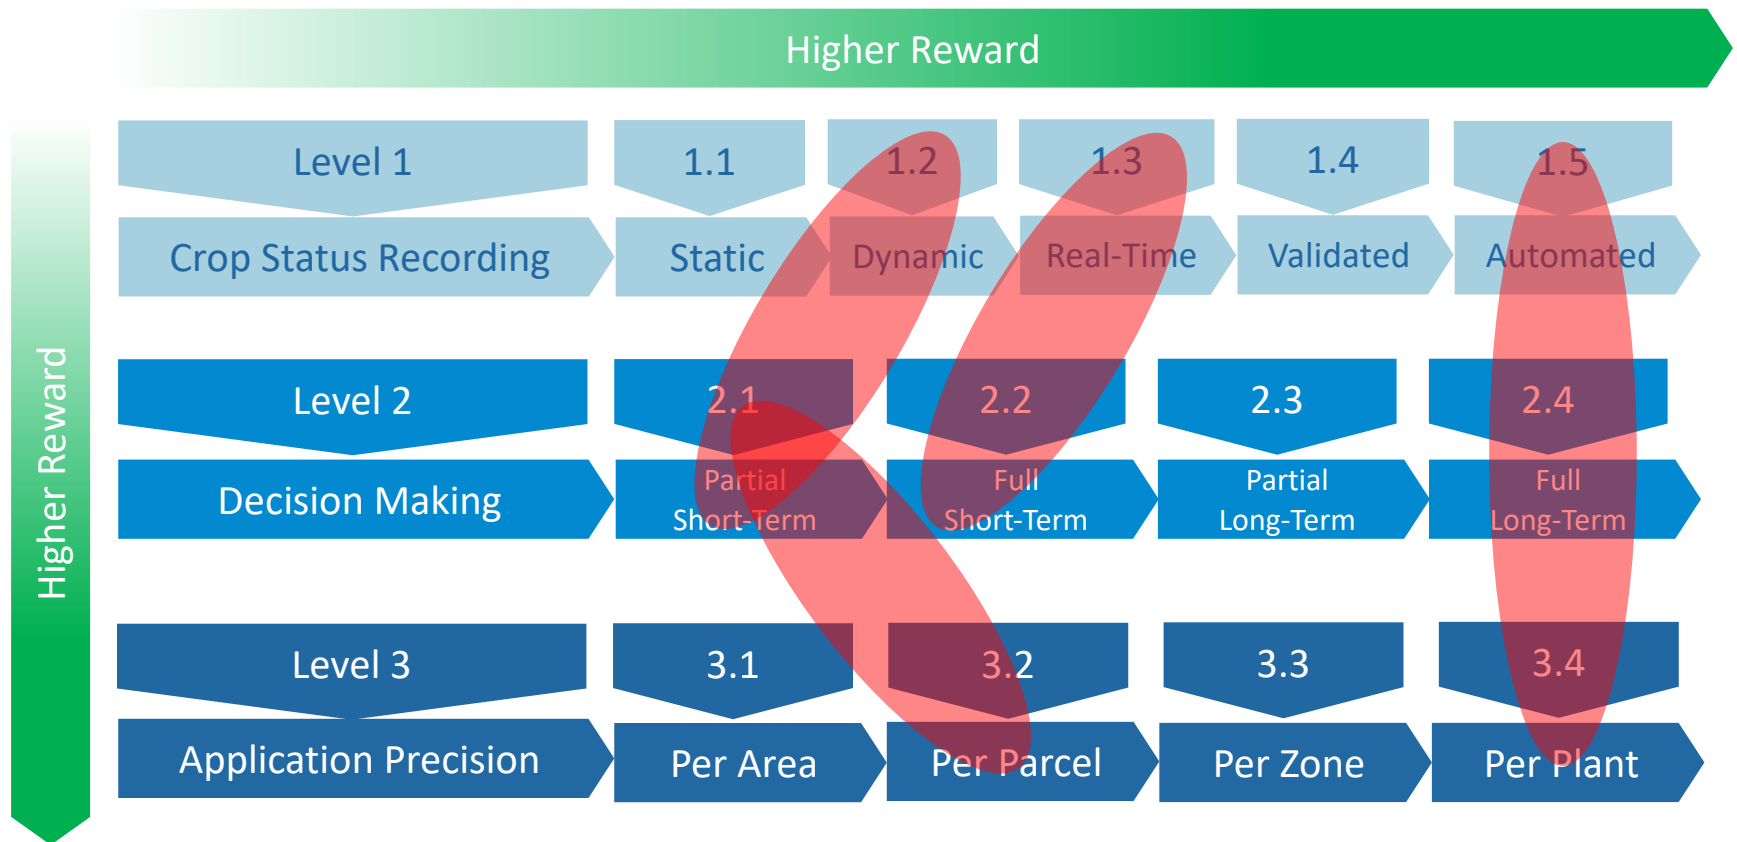 Higher Reward
Higher Reward
Level 1
1.1
1.2
1.3
1.4
1.5
Crop Status Recording
Static
Dynamic
Real-Time
Validated
Automated
Level 2
2.1
2.2
2.3
2.4
Decision Making
Partial
Short-Term
Full
Short-Term
Partial
Long-Term
Full
Long-Term
Level 3
3.1
3.2
3.3
3.4
Application Precision
Per Area
Per Parcel
Per Zone
Per Plant